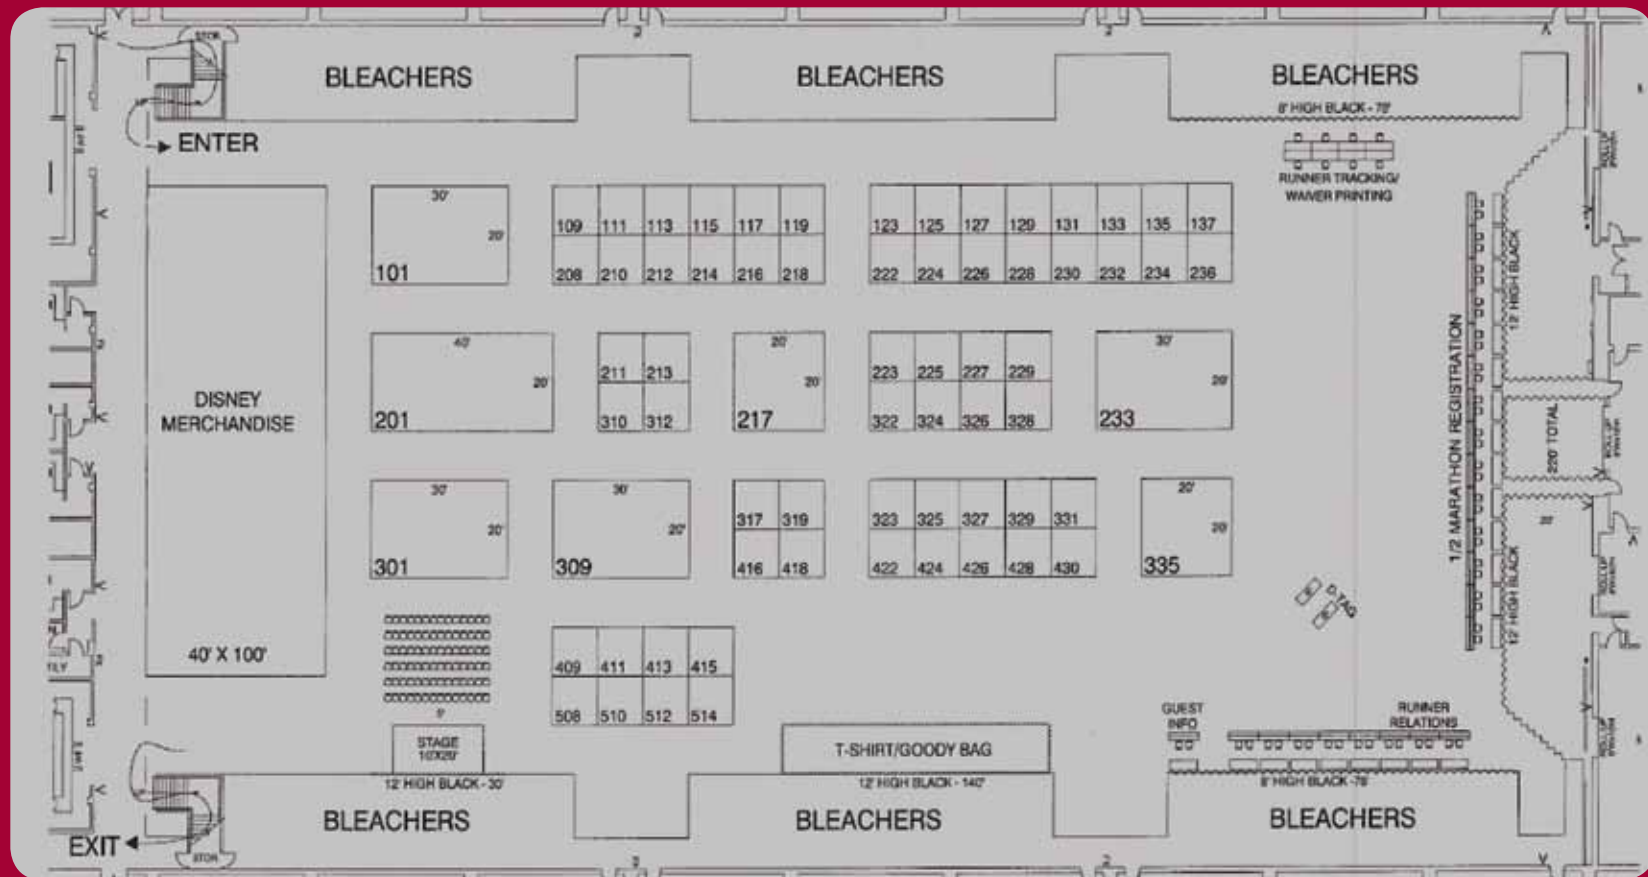 STOR
BLEACHERS
BLEACHERS
BLEACHERS
8' HIGH BLACK - 78'
ENTER
RUNNER TRACKING/
WAIVER PRINTING
30'
20'
101
109 111 113 115 117 119
208 210 212 214 216 218
123 125 127 129 131 133 135 137
222 224 226 228 230 232 234 236
DISNEY
MERCHANDISE
40' X 100'
40'
20'
201
211 213
310 312
20'
20'
217
223 225 227 229
322 324 326 328
30'
20'
233
30'
20'
301
30'
20'
309
317 319
416 418
323 325 327 329 331
422 424 426 428 430
20'
20'
335
1/2 MARATHON REGISTRATION
12' HIGH BLACK
220' TOTAL
12' HIGH BLACK
D-TAG
409 411 413 415
508 510 512 514
STAGE
10'X20'
12' HIGH BLACK - 30'
T-SHIRT/GOODY BAG
12' HIGH BLACK - 140'
GUEST
INFO
RUNNER
RELATIONS
8' HIGH BLACK -78'
BLEACHERS
BLEACHERS
BLEACHERS
EXIT
STOR